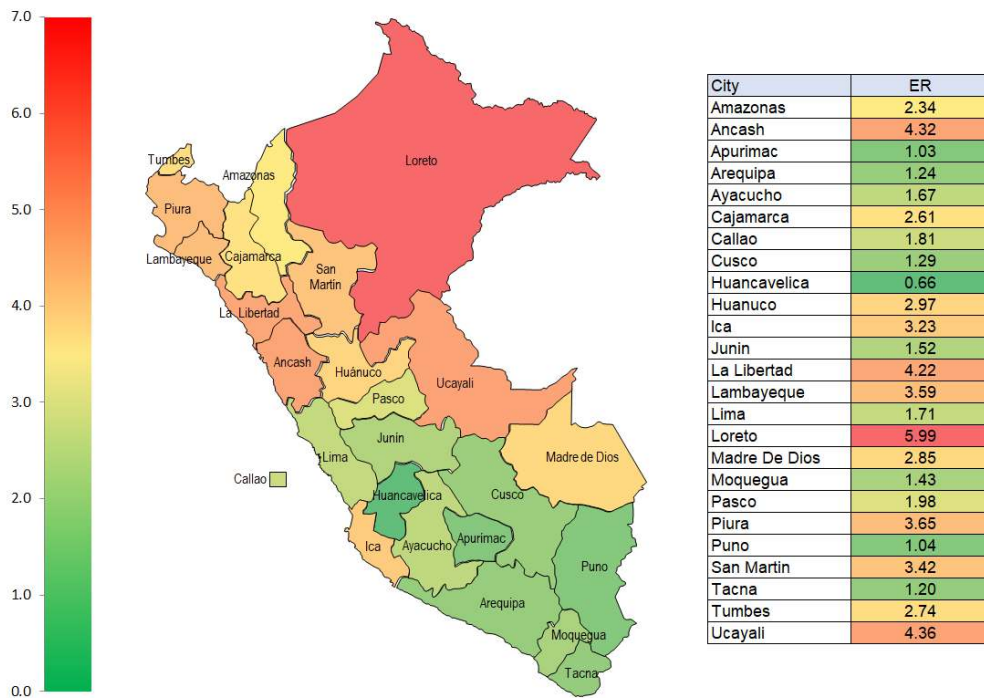 7.0
6.0
5.0
4.0
3.0
2.0
1.0
0.0
Tumbes
Amazonas
Loreto
Piura
Lambayeque
Cajamarca
San
Martín
La Libertad
Ancash
Huánuco
Ucayali
Pasco
Junín
Lima
Madre de Dios
Callao
Huancavelica
Cusco
Ica
Ayacucho
Apurimac
Puno
Arequipa
Moquegua
Tacna
City ER
Amazonas 2.34
Ancash 4.32
Apurimac 1.03
Arequipa 1.24
Ayacucho 1.67
Cajamarca 2.61
Callao 1.81
Cusco 1.29
Huancavelica 0.66
Huanuco 2.97
Ica 3.23
Junin 1.52
La Libertad 4.22
Lambayeque 3.59
Lima 1.71
Loreto 5.99
Madre De Dios 2.85
Moquegua 1.43
Pasco 1.98
Piura 3.65
Puno 1.04
San Martin 3.42
Tacna 1.20
Tumbes 2.74
Ucayali 4.36